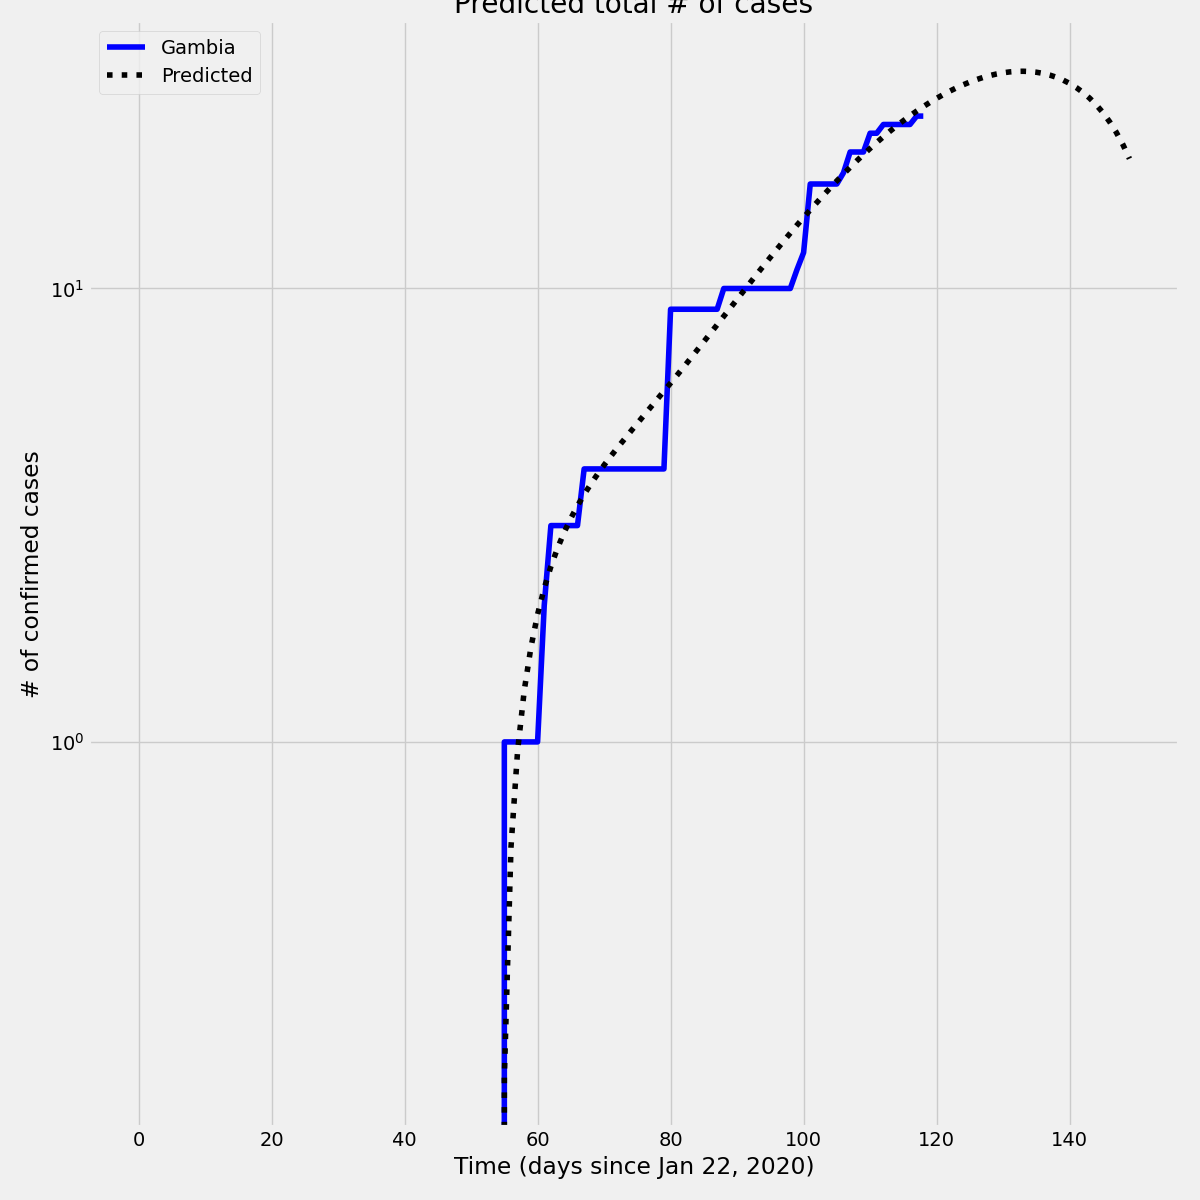 Predicted total # of cases
Gambia
Predicted
10¹
10⁰
# of confirmed cases
0 20 40 60 80 100 120 140
Time (days since Jan 22, 2020)